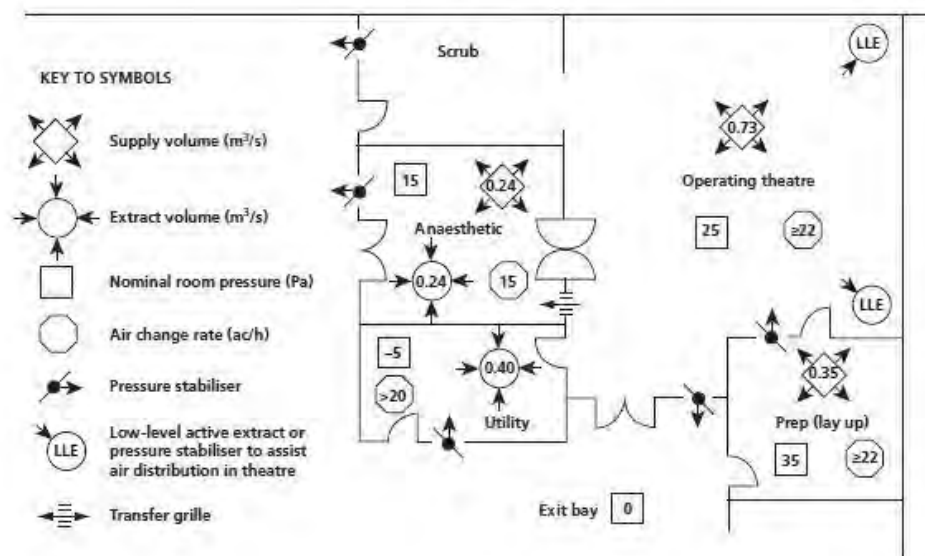 Scrub
LLE
KEY TO SYMBOLS
Supply volume (m³/s)
0.73
Operating theatre
15
0.24
Extract volume (m³/s)
Anaesthetic
25
≥22
Nominal room pressure (Pa)
0.24
15
LLE
Air change rate (ac/h)
–5
0.40
0.35
>20
Pressure stabiliser
Utility
Prep (lay up)
LLE
Low-level active extract or
pressure stabiliser to assist
air distribution in theatre
35
≥22
Transfer grille
Exit bay
0